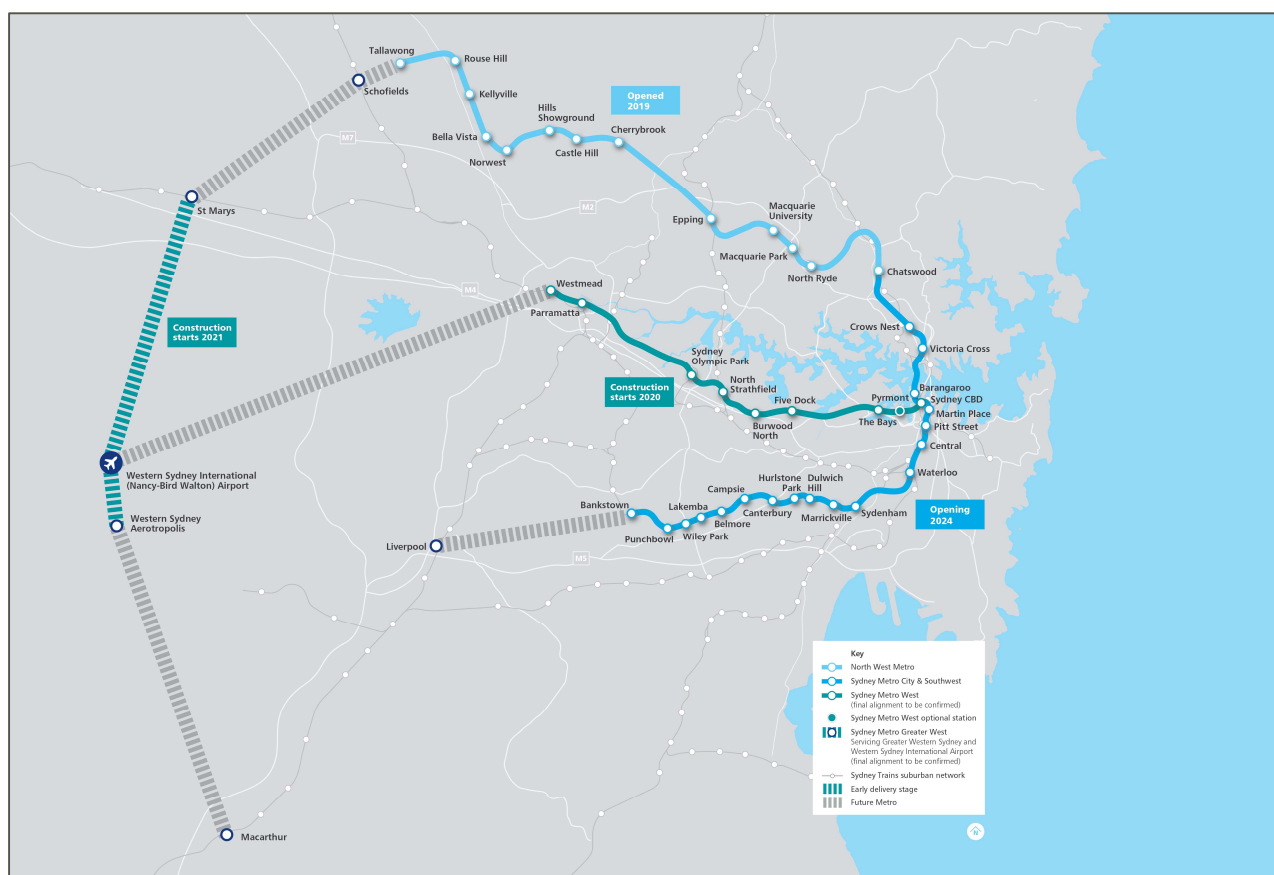 Tallawong
Rouse Hill
Schofields
Kellyville
Opened
2019
Hills
Showground
Cherrybrook
Bella Vista
M7
Castle Hill
Norwest
St Marys
M2
Macquarie
University
Epping
Macquarie Park
North Ryde
Chatswood
Westmead
M4
Parramatta
Construction
starts 2021
Crows Nest
Victoria Cross
Sydney
Olympic Park
Construction
starts 2020
North
Strathfield
Barangaroo
Five Dock
Pyrmont
Sydney CBD
Martin Place
The Bays
Burwood
North
Pitt Street
Central
Western Sydney International
(Nancy-Bird Walton) Airport
Waterloo
Hurlstone
Park
Dulwich
Hill
Campsie
Bankstown
Lakemba
Canterbury
Belmore
Marrickville
Sydenham
Opening
2024
Western Sydney
Aerotropolis
Punchbowl
Wiley Park
Liverpool
M5
Key
North West Metro
Sydney Metro City & Southwest
Sydney Metro West
(final alignment to be confirmed)
Sydney Metro West optional station
Sydney Metro Greater West
Servicing Greater Western Sydney and
Western Sydney International Airport
(final alignment to be confirmed)
Sydney Trains suburban network
Early delivery stage
Future Metro
N
Macarthur